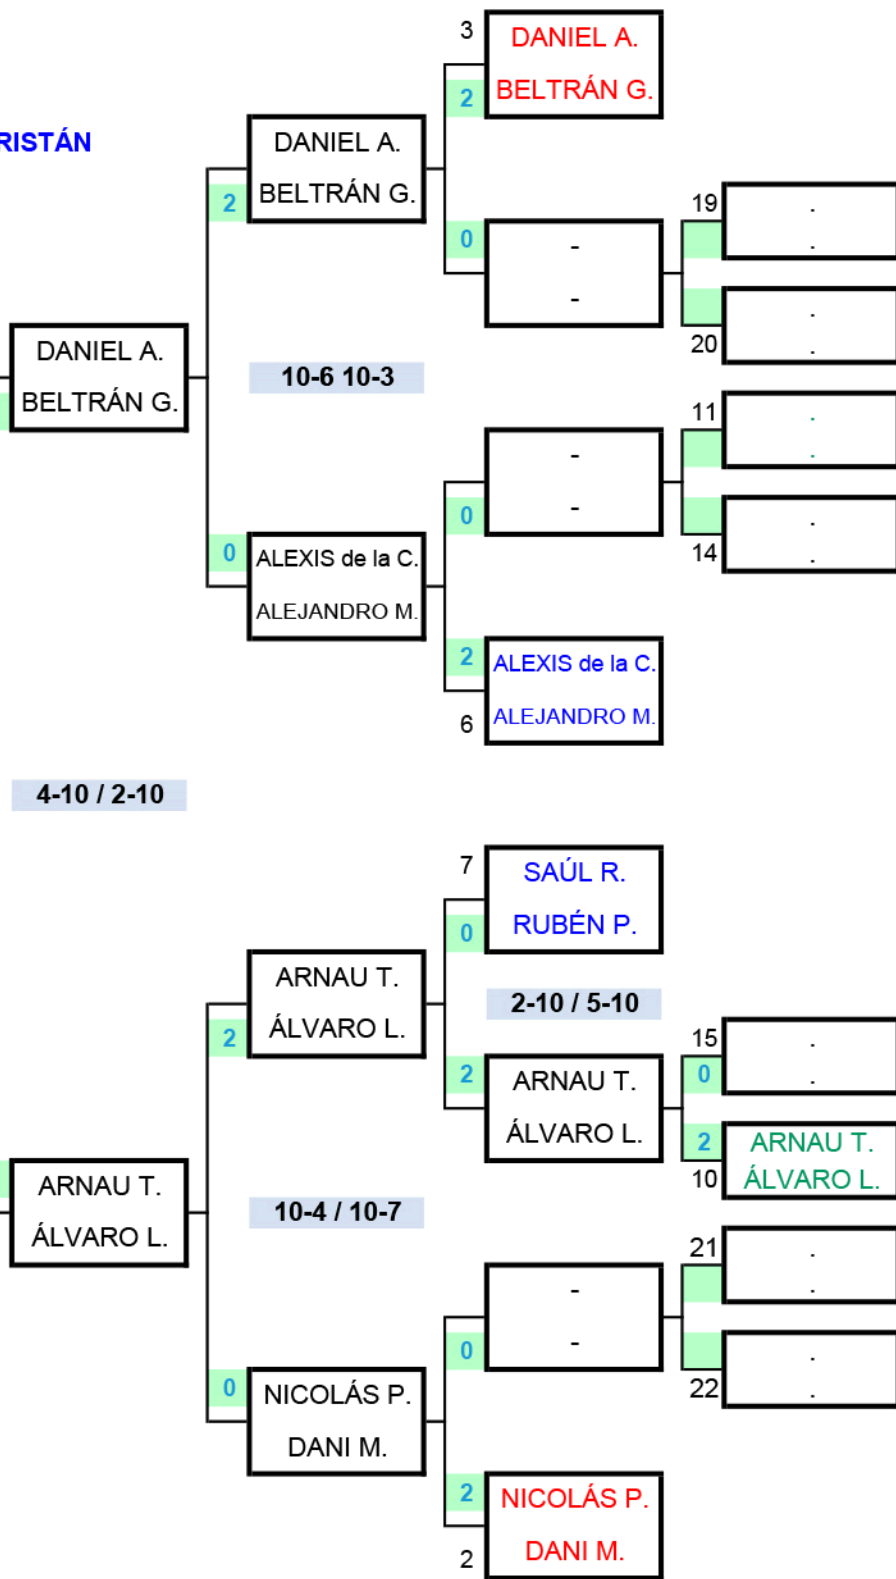 3
DANIEL A.
BELTRÁN G.
2
RISTÁN
DANIEL A.
BELTRÁN G.
2
19
.
.
0
-
-
.
.
20
DANIEL A.
BELTRÁN G.
10-6 10-3
11
.
.
-
-
0
.
.
14
0
ALEXIS de la C.
ALEJANDRO M.
2
ALEXIS de la C.
ALEJANDRO M.
6
4-10 / 2-10
7
SAÚL R.
RUBÉN P.
0
ARNAU T.
ÁLVARO L.
2
2-10 / 5-10
15
.
.
0
2
ARNAU T.
ÁLVARO L.
2
ARNAU T.
ÁLVARO L.
10
ARNAU T.
ÁLVARO L.
10-4 / 10-7
21
.
.
-
-
0
.
.
22
0
NICOLÁS P.
DANI M.
2
NICOLÁS P.
DANI M.
2